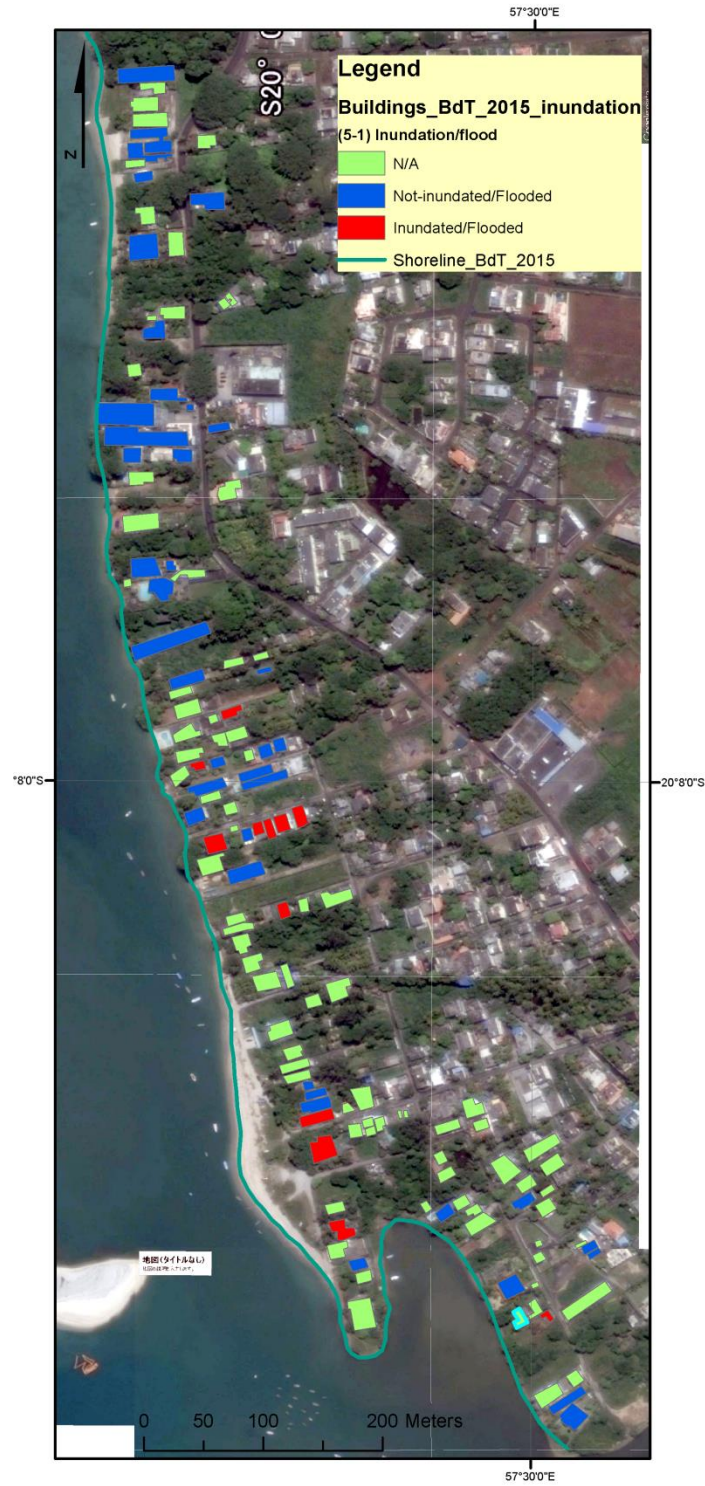 57°30'0"E
S20°
Legend
Buildings_BdT_2015_inundation
(5-1) Inundation/flood
N/A
Not-inundated/Flooded
Inundated/Flooded
Shoreline_BdT_2015
N
°8'0"S
20°8'0"S
地図(タイトルなし)
0 50 100 200 Meters
57°30'0"E